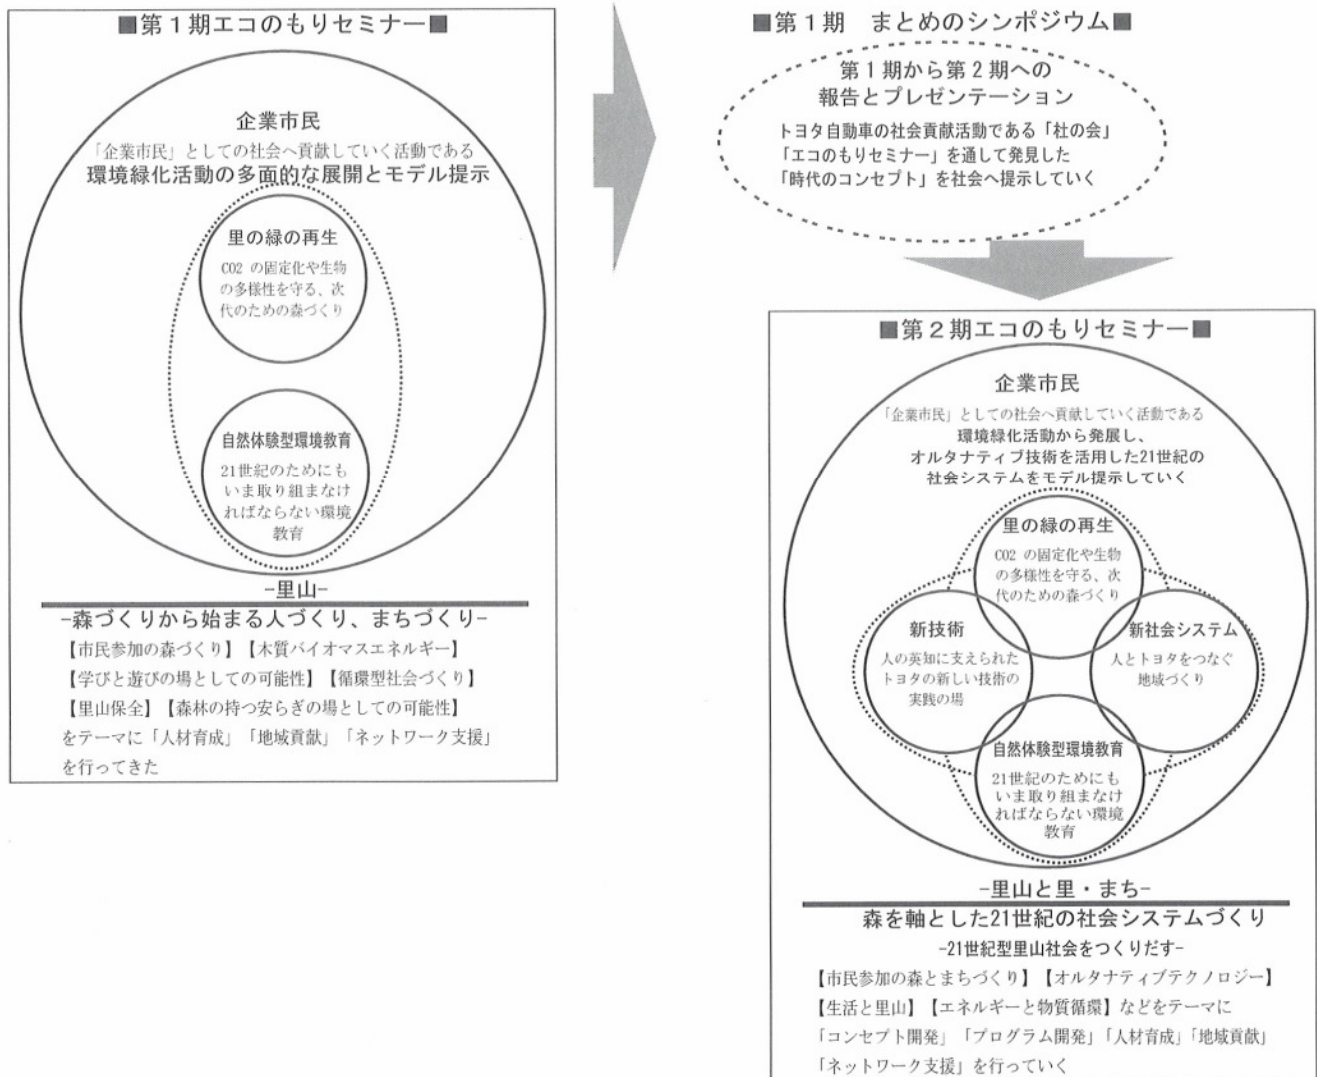 ■第１期エコのもりセミナー■
企業市民
「企業市民」としての社会へ貢献していく活動である
環境緑化活動の多面的な展開とモデル提示
里の緑の再生
CO2 の固定化や生物
の多様性を守る、次
代のための森づくり
自然体験型環境教育
21世紀のためにも
いま取り組まなけ
ればならない環境
教育
-里山-
-森づくりから始まる人づくり、まちづくり-
【市民参加の森づくり】【木質バイオマスエネルギー】
【学びと遊びの場としての可能性】【循環型社会づくり】
【里山保全】【森林の持つ安らぎの場としての可能性】
をテーマに「人材育成」「地域貢献」「ネットワーク支援」
を行ってきた
■第１期　まとめのシンポジウム■
第１期から第２期への
報告とプレゼンテーション
トヨタ自動車の社会貢献活動である「杜の会」
「エコのもりセミナー」を通して発見した
「時代のコンセプト」を社会へ提示していく
■第２期エコのもりセミナー■
企業市民
「企業市民」としての社会へ貢献していく活動である
環境緑化活動から発展し、
オルタナティブ技術を活用した21世紀の
社会システムをモデル提示していく
里の緑の再生
CO2 の固定化や生物
の多様性を守る、次
代のための森づくり
新技術
人の英知に支えられた
トヨタの新しい技術の
実践の場
新社会システム
人とトヨタをつなぐ
地域づくり
自然体験型環境教育
21世紀のためにも
いま取り組まなけ
ればならない環境
教育
-里山と里・まち-
森を軸とした21世紀の社会システムづくり
-21世紀型里山社会をつくりだす-
【市民参加の森とまちづくり】【オルタナティブテクノロジー】
【生活と里山】【エネルギーと物質循環】などをテーマに
「コンセプト開発」「プログラム開発」「人材育成」「地域貢献」
「ネットワーク支援」を行っていく